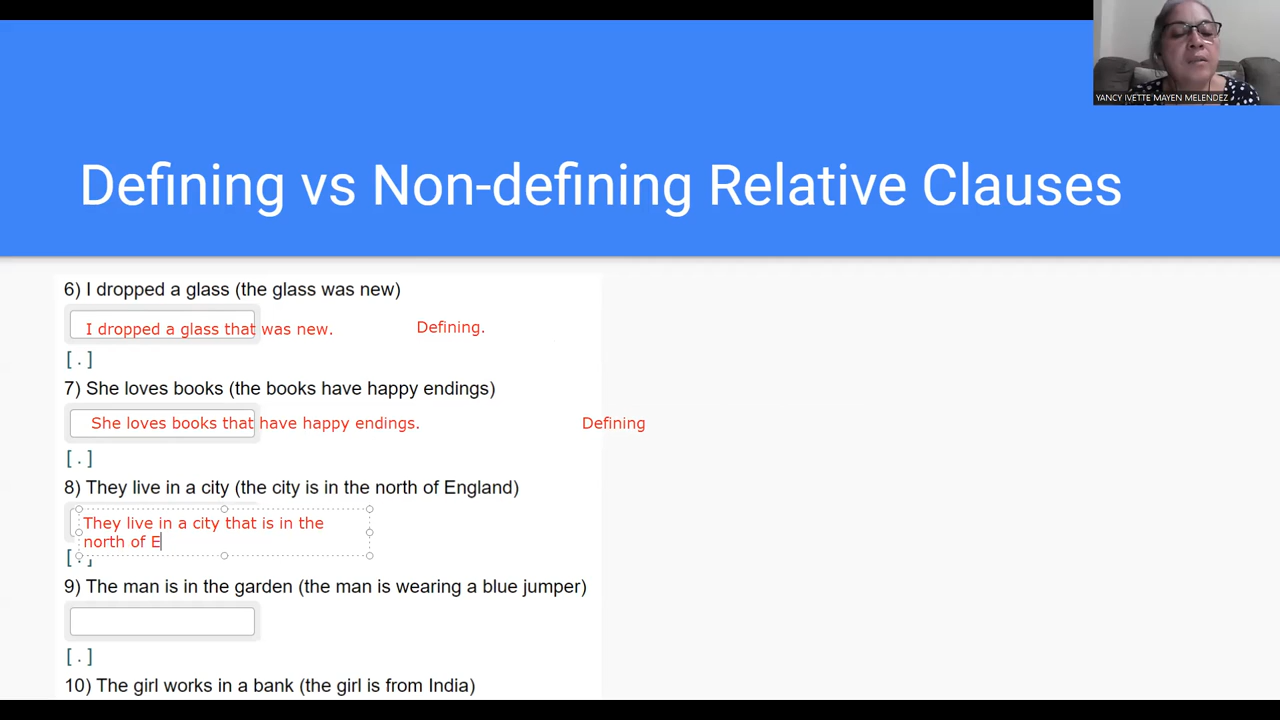 YANCY IVETTE MAYEN MELENDEZ
Defining vs Non-defining Relative Clauses
6) I dropped a glass (the glass was new)
I dropped a glass that was new. Defining.
[ . ]
7) She loves books (the books have happy endings)
She loves books that have happy endings. Defining
[ . ]
8) They live in a city (the city is in the north of England)
They live in a city that is in the
north of E
[ . ]
9) The man is in the garden (the man is wearing a blue jumper)
[ . ]
10) The girl works in a bank (the girl is from India)